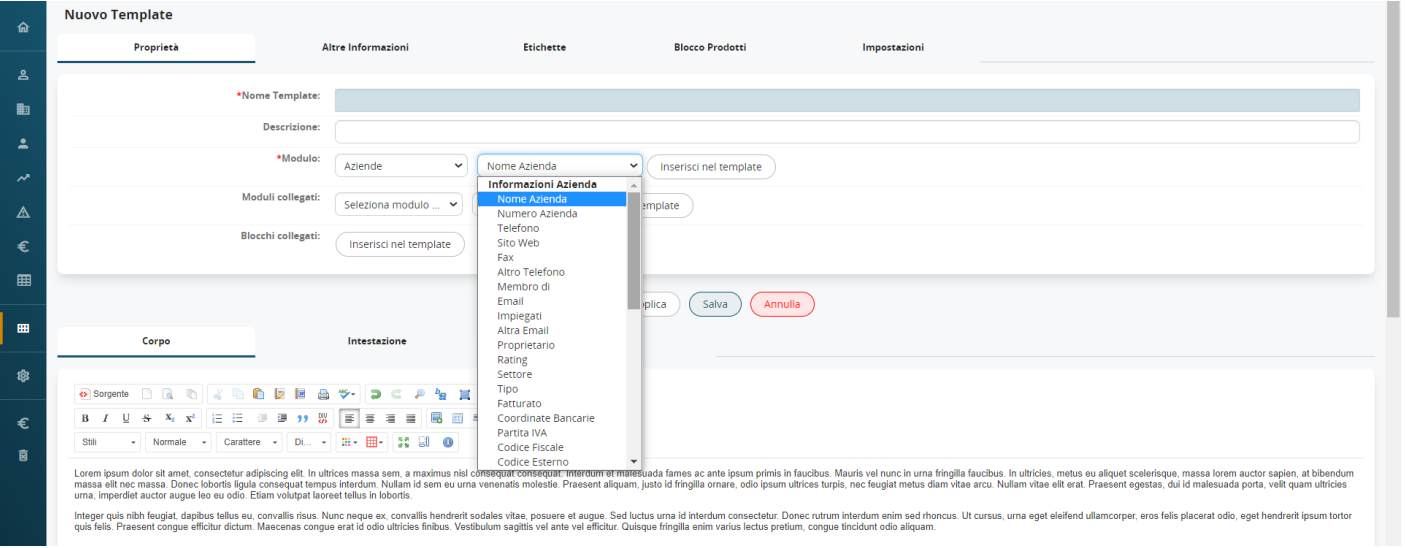 Nuovo Template
Proprietà Altre Informazioni Etichette Blocco Prodotti Impostazioni
*Nome Template:
Descrizione:
*Modulo: Aziende Nome Azienda Inserisci nel template
Informazioni Azienda
Nome Azienda
Numero Azienda
Telefono
Sito Web
Fax
Altro Telefono
Membro di
Email
Impiegati
Altra Email
Proprietario
Rating
Settore
Tipo
Fatturato
Coordinate Bancarie
Partita IVA
Codice Fiscale
Codice Esterno
Moduli collegati: Seleziona modulo ... emplate
Blocchi collegati: Inserisci nel template
plica Salva Annulla
Corpo Intestazione
Sorgente
Stili Normale Carattere Di...
Lorem ipsum dolor sit amet, consectetur adipiscing elit. In ultrices massa sem, a maximus nisl consequat consequat. Interdum et malesuada fames ac ante ipsum primis in faucibus. Mauris vel nunc in urna fringilla faucibus. In ultricies, metus eu aliquet scelerisque, massa lorem auctor sapien, at bibendum
massa elit nec massa. Donec lobortis ligula consequat tempus interdum. Nullam id sem eu urna venenatis molestie. Praesent aliquam, justo id fringilla ornare, odio ipsum ultrices turpis, nec feugiat metus diam vitae arcu. Nullam vitae elit erat. Praesent egestas, dui id malesuada porta, velit quam ultricies
urna, imperdiet auctor augue leo eu odio. Etiam volutpat laoreet tellus in lobortis.
Integer quis nibh feugiat, dapibus tellus eu, convallis risus. Nunc neque ex, convallis hendrerit sodales vitae, posuere et augue. Sed luctus urna id interdum consectetur. Donec rutrum interdum enim sed rhoncus. Ut cursus, urna eget eleifend ullamcorper, eros felis placerat odio, eget hendrerit ipsum tortor
quis felis. Praesent congue efficitur dictum. Maecenas congue erat id odio ultricies finibus. Vestibulum sagittis vel ante vel efficitur. Quisque fringilla enim varius lectus pretium, congue tincidunt odio aliquam.